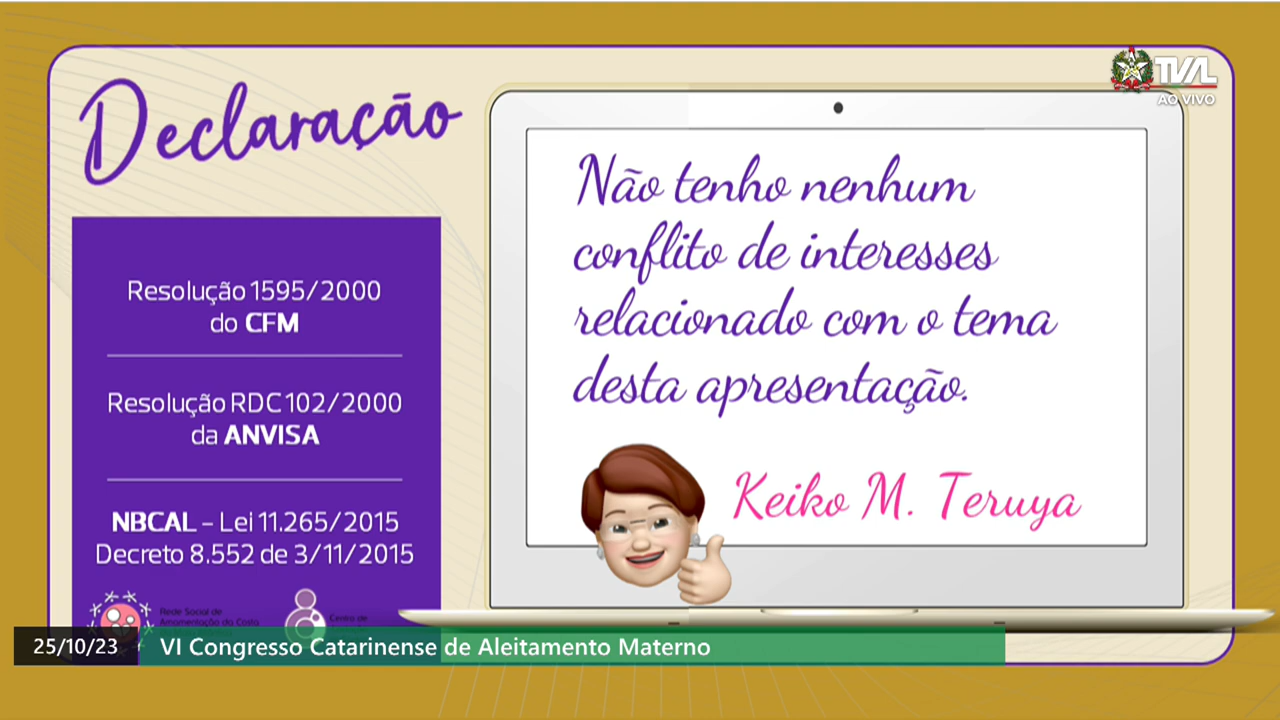 Declaração
Resolução 1595/2000
do CFM
Resolução RDC 102/2000
da ANVISA
NBCAL – Lei 11.265/2015
Decreto 8.552 de 3/11/2015
Rede Social de
Amamentação da Costa
Centro de
Não tenho nenhum
conflito de interesses
relacionado com o tema
desta apresentação.
Keiko M. Teruya
TVAL
AO VIVO
25/10/23
VI Congresso Catarinense de Aleitamento Materno